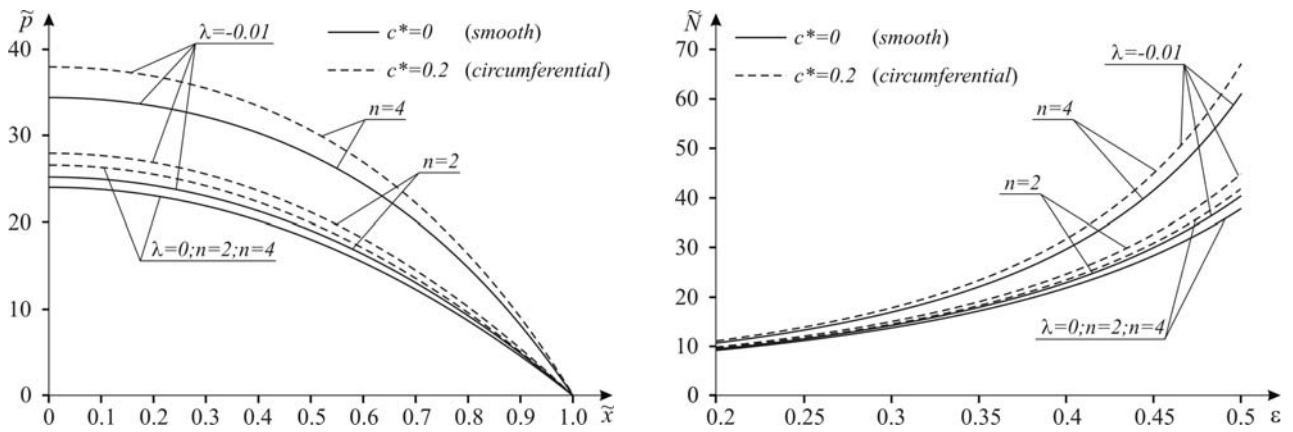 p̃
λ=-0.01
c*=0 (smooth)
c*=0.2 (circumferential)
n=4
n=2
λ=0;n=2;n=4
40
30
20
10
0
0 0.1 0.2 0.3 0.4 0.5 0.6 0.7 0.8 0.9 1.0 x̃
Ñ
c*=0 (smooth)
c*=0.2 (circumferential)
λ=-0.01
n=4
n=2
λ=0;n=2;n=4
70
60
50
40
30
20
10
0
0.2 0.25 0.3 0.35 0.4 0.45 0.5 ε